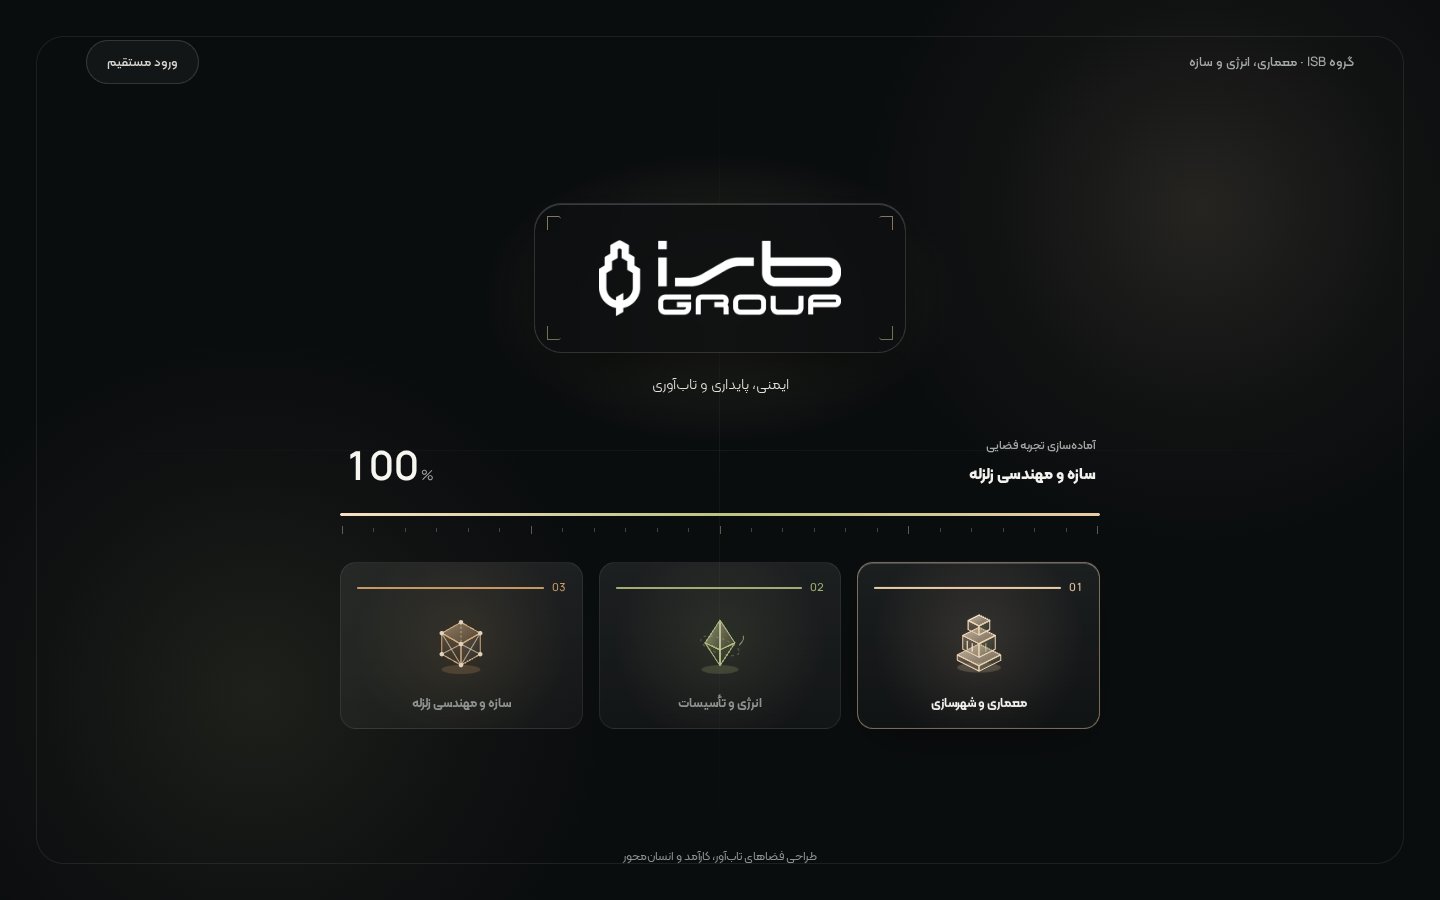 گروه ISB · معماری، انرژی و سازه
ورود مستقیم
isb
GROUP
ایمنی، پایداری و تاب‌آوری
آماده‌سازی تجربه فضایی
سازه و مهندسی زلزله
100%
01
معماری و شهرسازی
02
انرژی و تأسیسات
03
سازه و مهندسی زلزله
طراحی فضاهای تاب‌آور، کارآمد و انسان‌محور